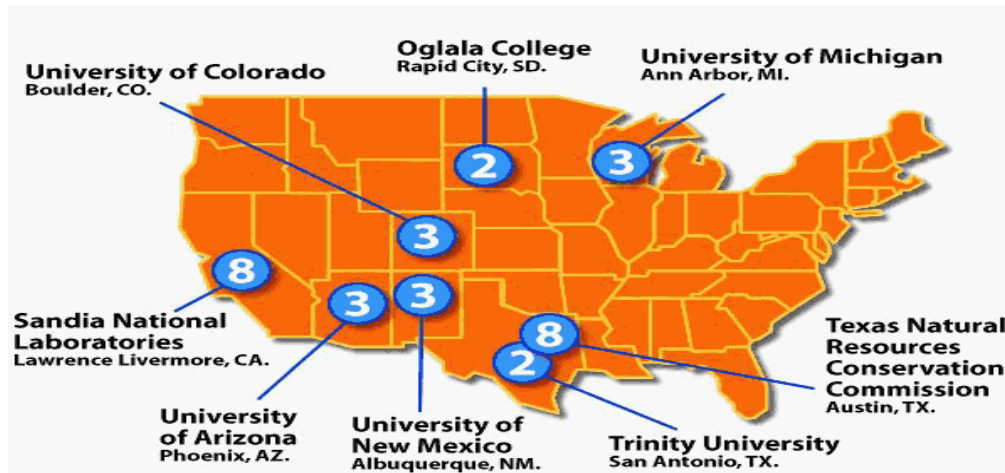 Oglala College
Rapid City, SD.
University of Michigan
Ann Arbor, MI.
University of Colorado
Boulder, CO.
2
3
3
8
3
3
8
2
Sandia National
Laboratories
Lawrence Livermore, CA.
Texas Natural
Resources
Conservation
Commission
Austin, TX.
University
of Arizona
Phoenix, AZ.
University of
New Mexico
Albuquerque, NM.
Trinity University
San Antonio, TX.